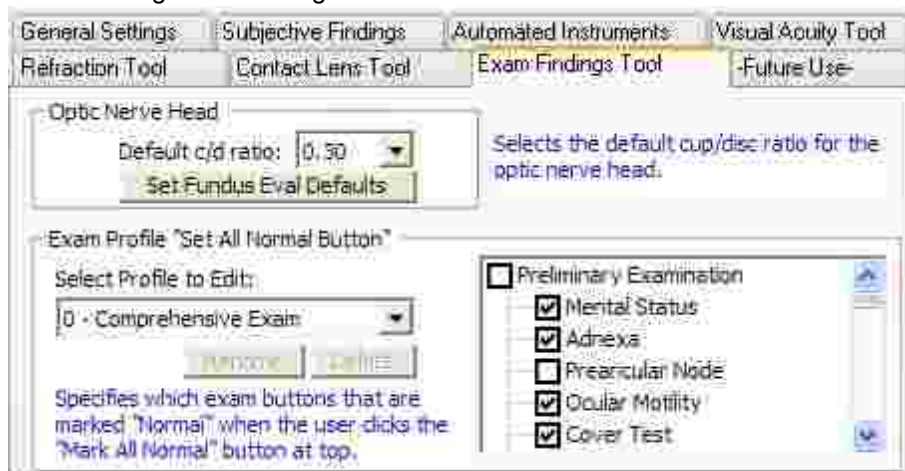 General Settings Subjective Findings Automated Instruments Visual Acuity Tool
Refraction Tool Contact Lens Tool Exam Findings Tool -Future Use-
Optic Nerve Head
Default c/d ratio: 0.30
Set Fundus Eval Defaults
Selects the default cup/disc ratio for the
optic nerve head.
Exam Profile "Set All Normal Button"
Select Profile to Edit:
0 - Comprehensive Exam
Specifies which exam buttons that are
marked "Normal" when the user clicks the
"Mark All Normal" button at top.
Preliminary Examination
Mental Status
Adnexa
Prearicular Node
Ocular Motility
Cover Test